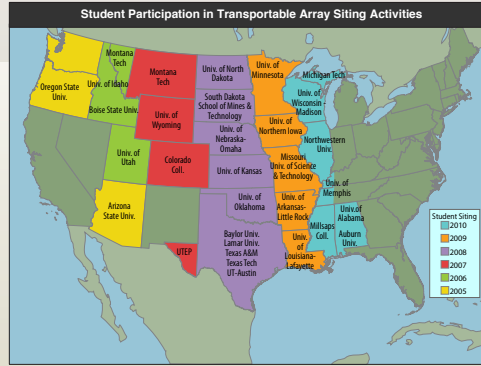 Student Participation in Transportable Array Siting Activities
Montana
Tech
Oregon State
Univ.
Univ. of Idaho
Boise State Univ.
Montana
Tech
Univ. of
Wyoming
Univ. of
Utah
Colorado
Coll.
Arizona
State Univ.
UTEP
Univ. of North
Dakota
South Dakota
School of Mines &
Technology
Univ. of
Nebraska-
Omaha
Univ. of Kansas
Univ. of
Oklahoma
Baylor Univ.
Lamar Univ.
Texas A&M
Texas Tech
UT-Austin
Univ. of
Minnesota
Univ. of
Northern Iowa
Missouri
Univ. of Science
& Technology
Univ. of
Arkansas-
Little Rock
Univ.
of
Louisiana-
Lafayette
Michigan Tech
Univ. of
Wisconsin -
Madison
Northwestern
Univ.
Univ. of
Memphis
Millsaps
Coll.
Univ.of
Alabama
Auburn
Univ.
Student Siting
2010
2009
2008
2007
2006
2005